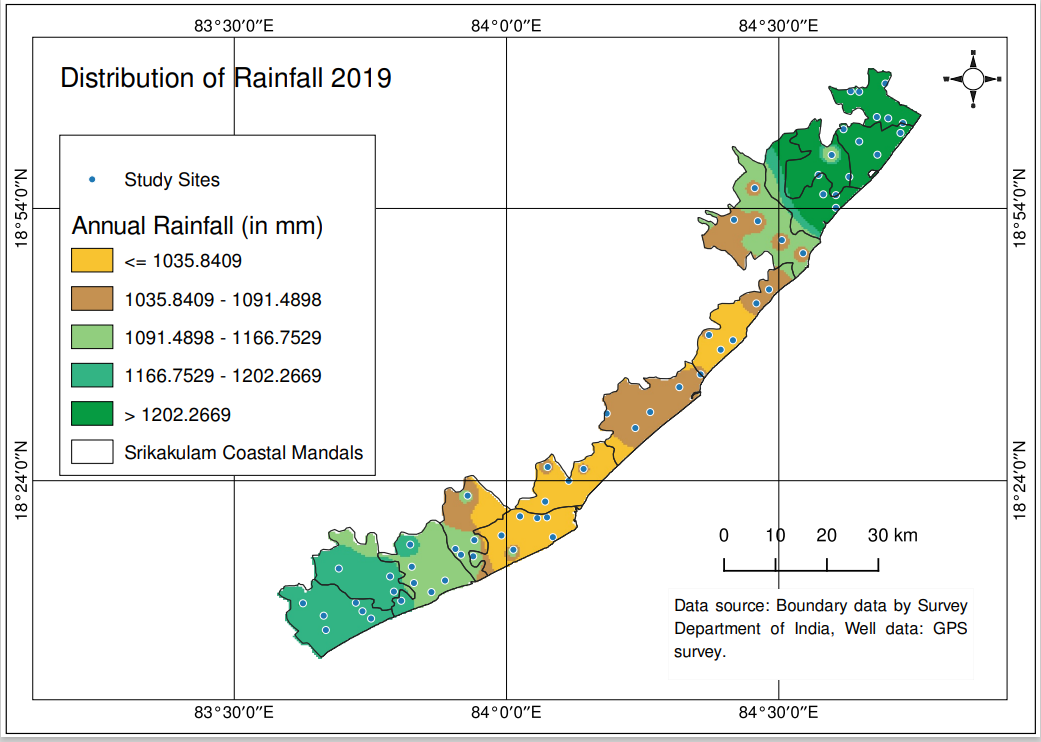 83°30′0″E 84°0′0″E 84°30′0″E
Distribution of Rainfall 2019
Study Sites
Annual Rainfall (in mm)
<= 1035.8409
1035.8409 - 1091.4898
1091.4898 - 1166.7529
1166.7529 - 1202.2669
> 1202.2669
Srikakulam Coastal Mandals
18°54′0″N
18°24′0″N
18°54′0″N
18°24′0″N
0 10 20 30 km
Data source: Boundary data by Survey
Department of India, Well data: GPS
survey.
83°30′0″E 84°0′0″E 84°30′0″E